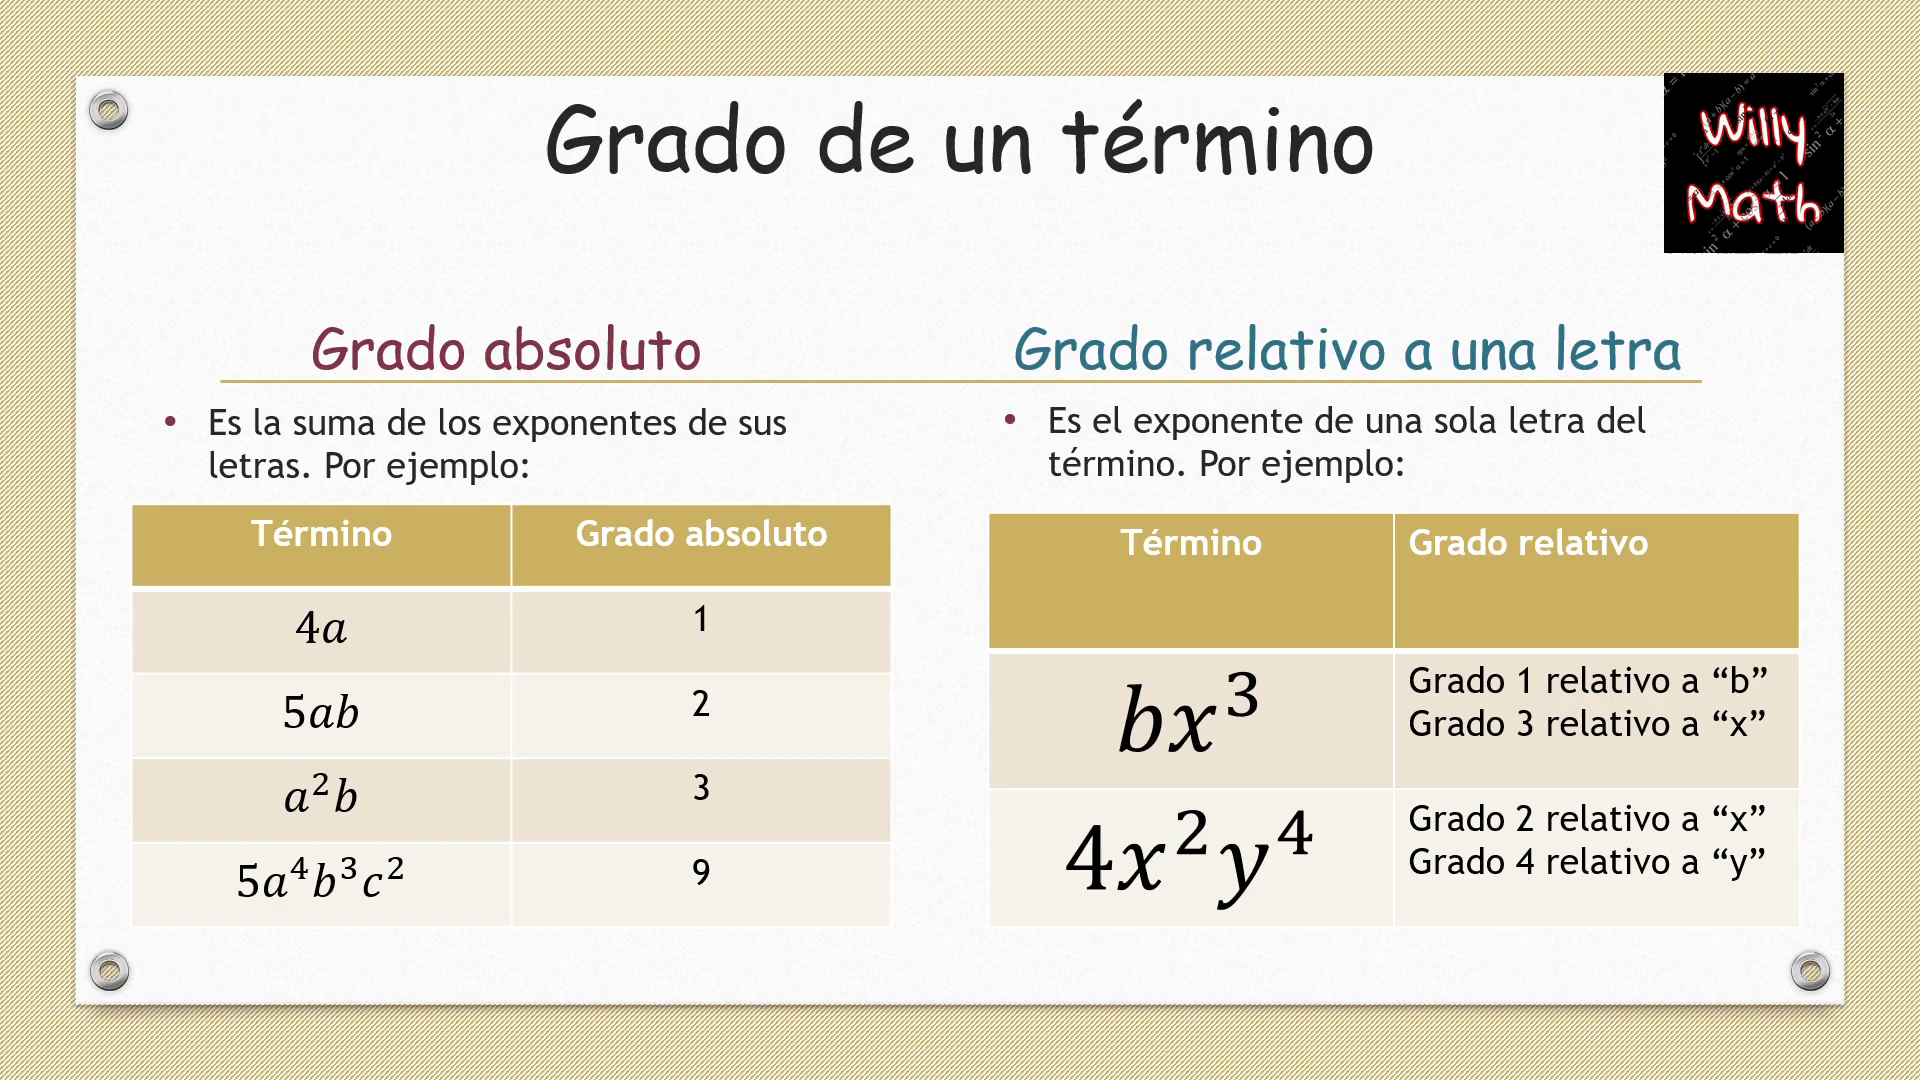 Grado de un término
Willy
Math
Grado absoluto
Es la suma de los exponentes de sus
letras. Por ejemplo:
Término Grado absoluto
4a 1
5ab 2
a²b 3
5a⁴b³c² 9
Grado relativo a una letra
Es el exponente de una sola letra del
término. Por ejemplo:
Término Grado relativo
bx³
Grado 1 relativo a “b”
Grado 3 relativo a “x”
4x²y⁴
Grado 2 relativo a “x”
Grado 4 relativo a “y”